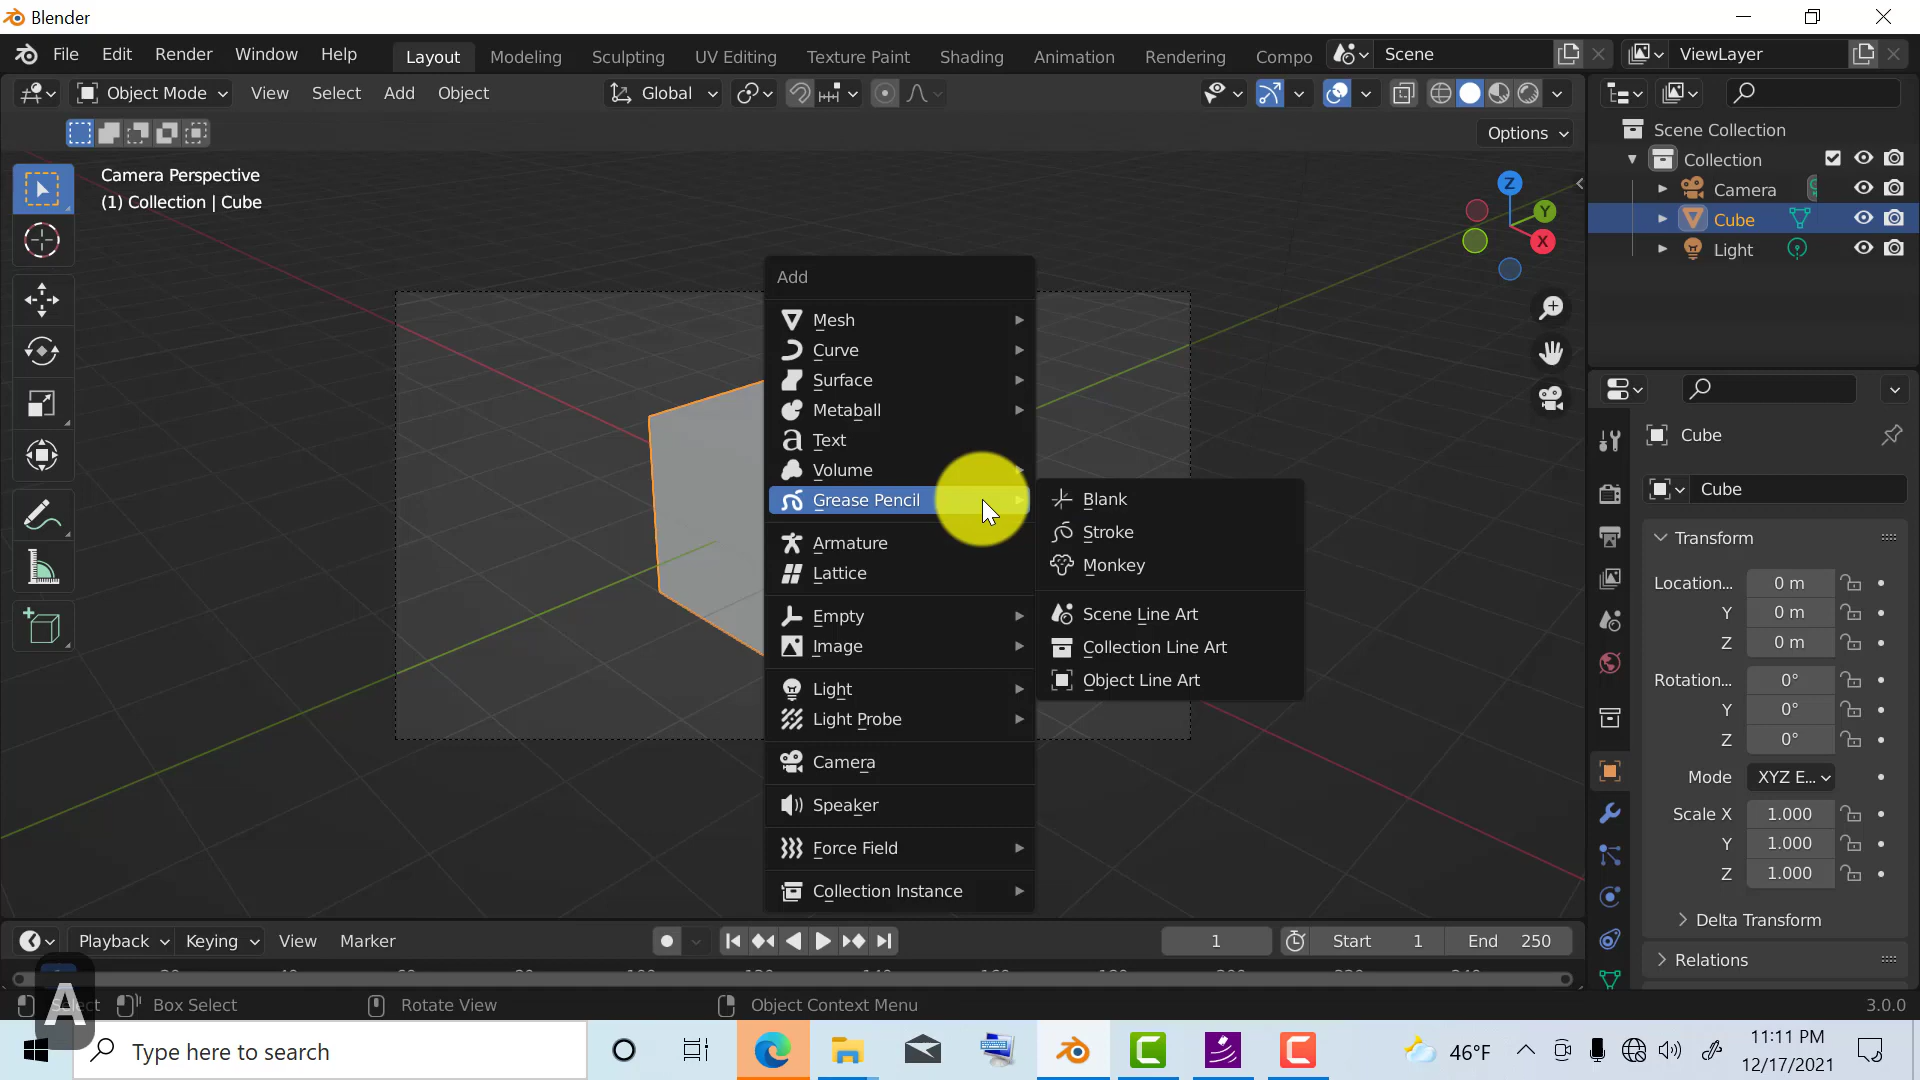 Blender
File Edit Render Window Help Layout Modeling Sculpting UV Editing Texture Paint Shading Animation Rendering Compo Scene ViewLayer
Object Mode View Select Add Object Global
Options
Camera Perspective
(1) Collection | Cube
Z
Y
X
Add
Mesh
Curve
Surface
Metaball
Text
Volume
Grease Pencil
Armature
Lattice
Empty
Image
Light
Light Probe
Camera
Speaker
Force Field
Collection Instance
Blank
Stroke
Monkey
Scene Line Art
Collection Line Art
Object Line Art
Scene Collection
Collection
Camera
Cube
Light
Cube
Cube
Transform
Location... 0 m
Y 0 m
Z 0 m
Rotation... 0°
Y 0°
Z 0°
Mode XYZ E...
Scale X 1.000
Y 1.000
Z 1.000
Delta Transform
Relations
Playback Keying View Marker 1 Start 1 End 250
Box Select Rotate View Object Context Menu 3.0.0
A
Type here to search 46°F 11:11 PM
12/17/2021